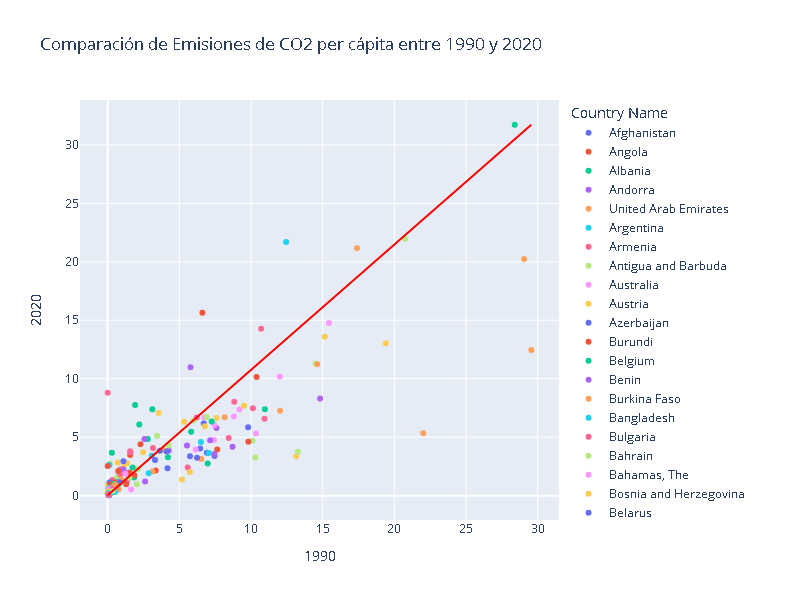 Comparación de Emisiones de CO2 per cápita entre 1990 y 2020
Country Name
Afghanistan
Angola
Albania
Andorra
United Arab Emirates
Argentina
Armenia
Antigua and Barbuda
Australia
Austria
Azerbaijan
Burundi
Belgium
Benin
Burkina Faso
Bangladesh
Bulgaria
Bahrain
Bahamas, The
Bosnia and Herzegovina
Belarus
2020
30
25
20
15
10
5
0
0 5 10 15 20 25 30
1990